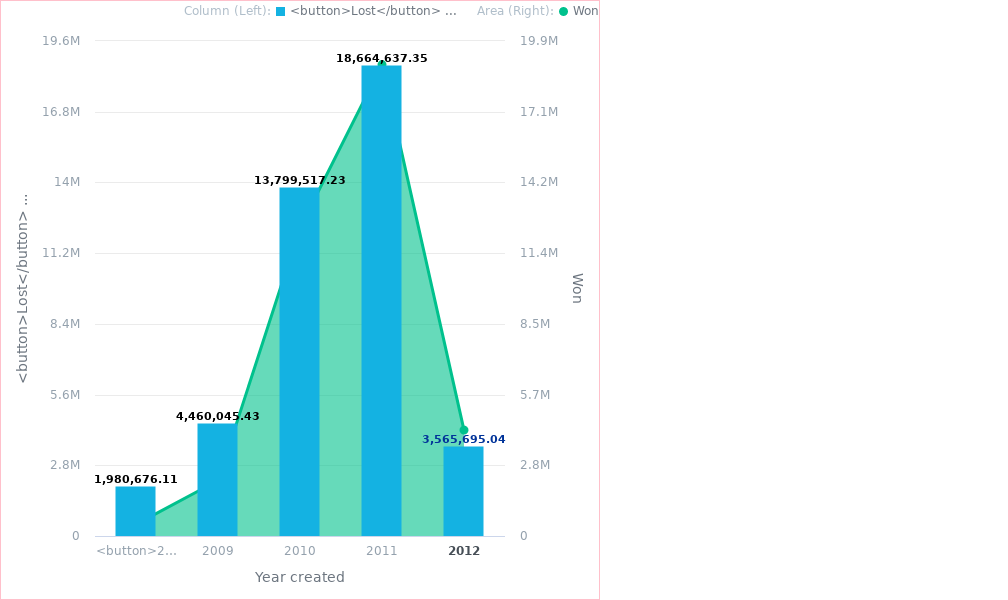 Column (Left): <button>Lost</button> ... Area (Right): Won
19.6M
16.8M
14M
11.2M
8.4M
5.6M
2.8M
0
<button>Lost</button> ...
18,664,637.35
13,799,517.23
4,460,045.43
3,565,695.04
1,980,676.11
19.9M
17.1M
14.2M
11.4M
8.5M
5.7M
2.8M
0
Won
<button>2... 2009 2010 2011 2012
Year created